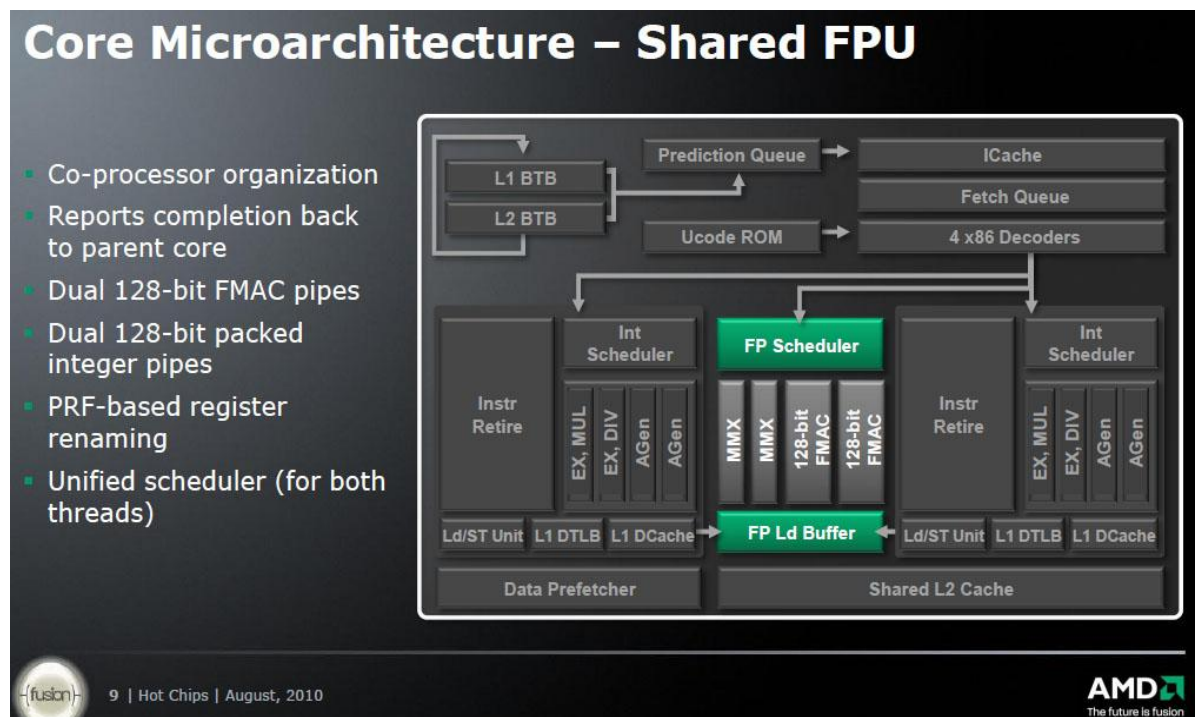 Core Microarchitecture – Shared FPU
Co-processor organization
Reports completion back
to parent core
Dual 128-bit FMAC pipes
Dual 128-bit packed
integer pipes
PRF-based register
renaming
Unified scheduler (for both
threads)
L1 BTB
L2 BTB
Prediction Queue
Ucode ROM
ICache
Fetch Queue
4 x86 Decoders
Instr
Retire
Int
Scheduler
EX, MUL
EX, DIV
AGen
AGen
Ld/ST Unit
L1 DTLB
L1 DCache
FP Scheduler
MMX
MMX
128-bit
FMAC
128-bit
FMAC
FP Ld Buffer
Instr
Retire
Int
Scheduler
EX, MUL
EX, DIV
AGen
AGen
Ld/ST Unit
L1 DTLB
L1 DCache
Data Prefetcher
Shared L2 Cache
{fusion}
9 | Hot Chips | August, 2010
AMD
The future is fusion